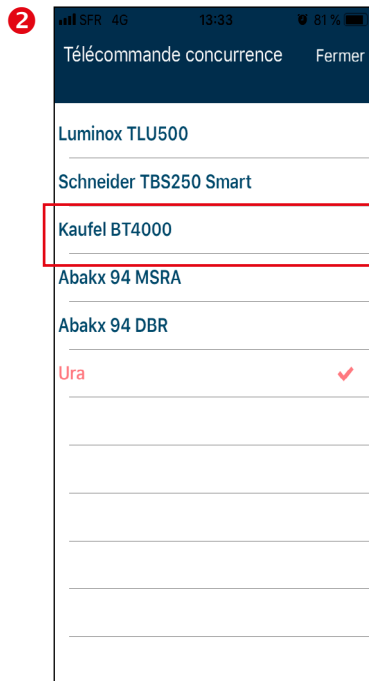 2
SFR 4G 13:33 81 %
Télécommande concurrence Fermer
Luminox TLU500
Schneider TBS250 Smart
Kaufel BT4000
Abakx 94 MSRA
Abakx 94 DBR
Ura